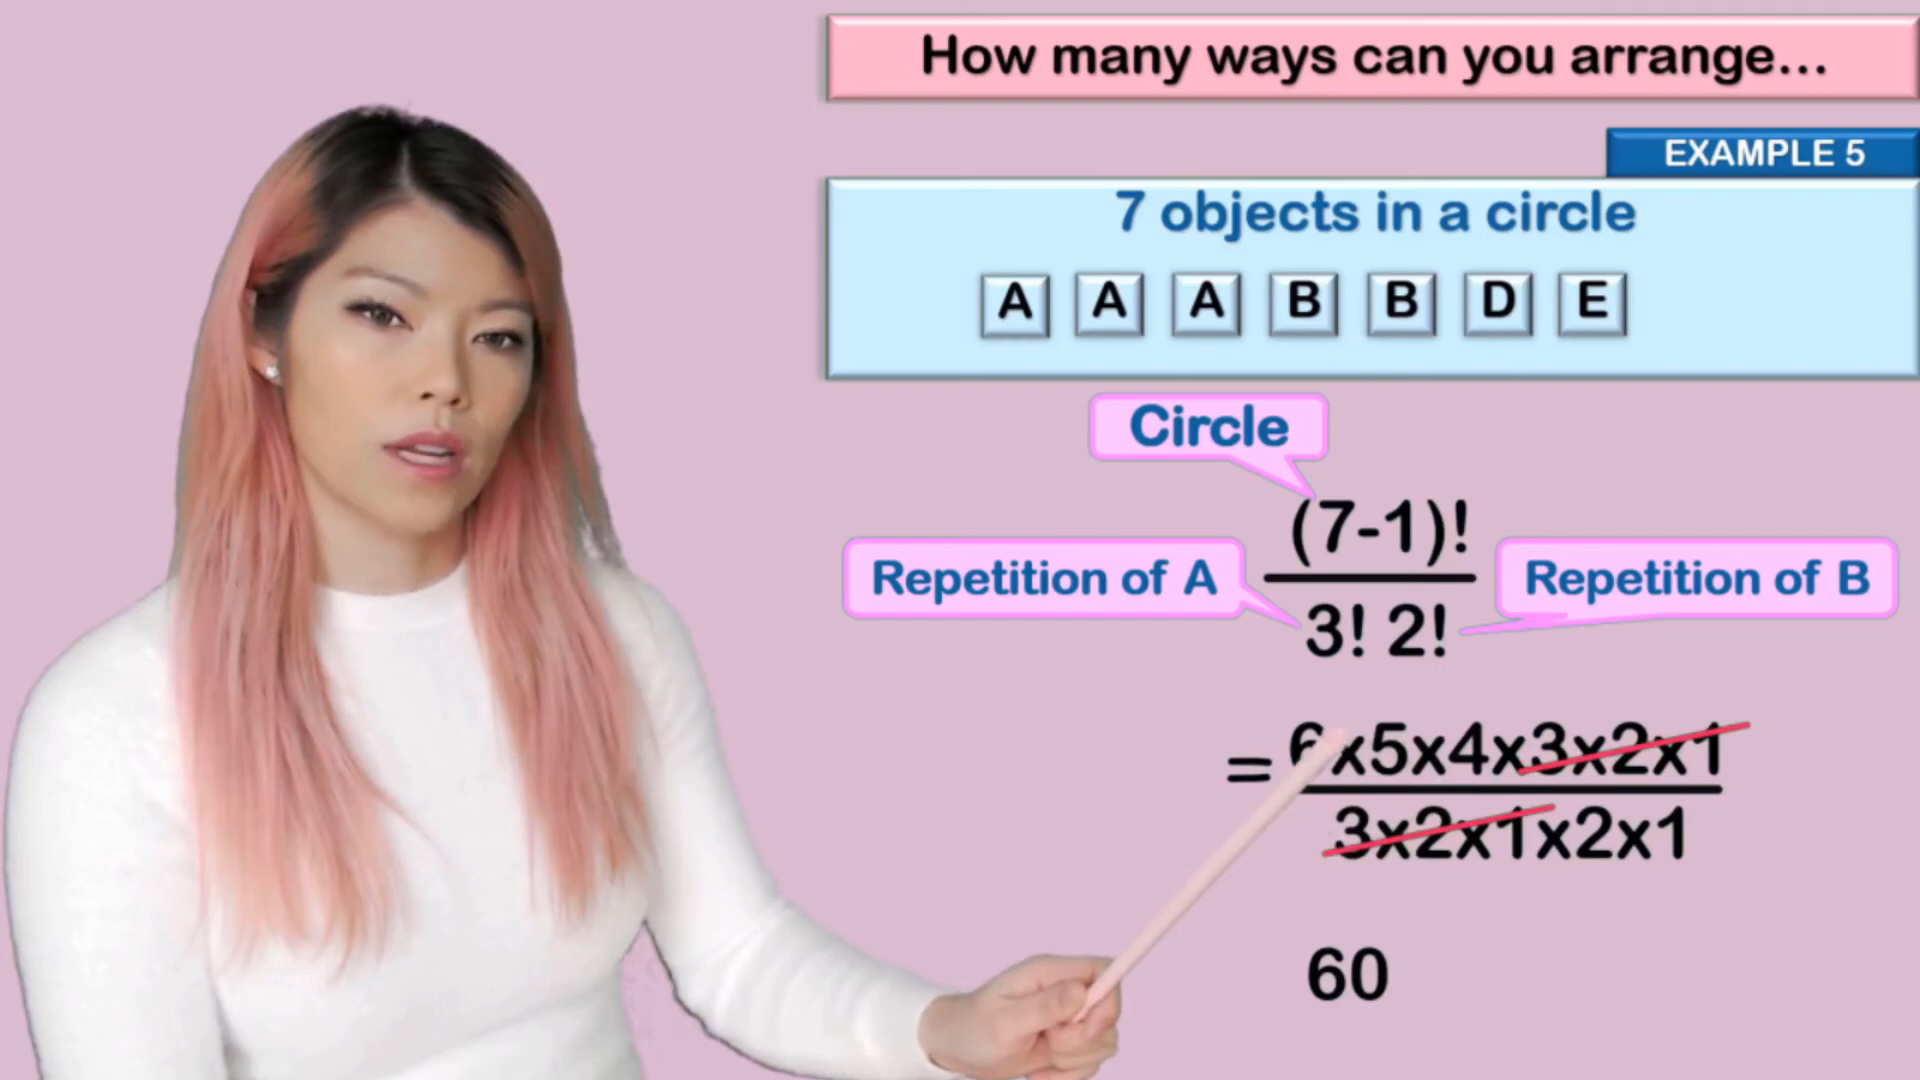 How many ways can you arrange...
EXAMPLE 5
7 objects in a circle
A A A B B D E
Circle
(7-1)!
Repetition of A
Repetition of B
3! 2!
= 6x5x4x3x2x1
3x2x1x2x1
60